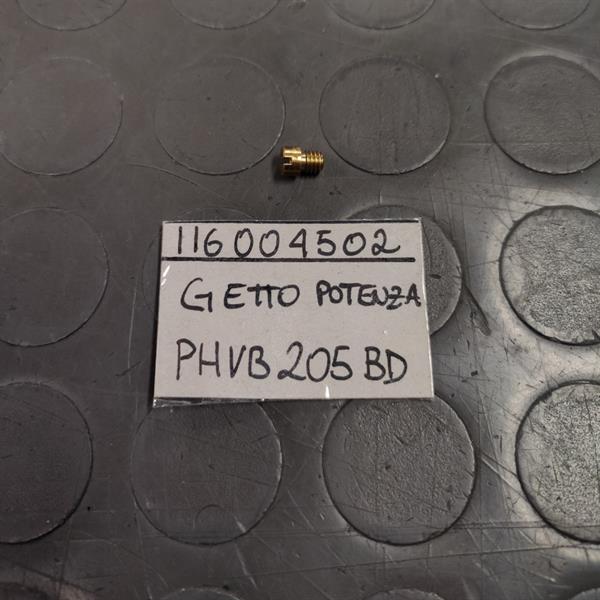 116004502
GETTO POTENZA
PHVB 205 BD